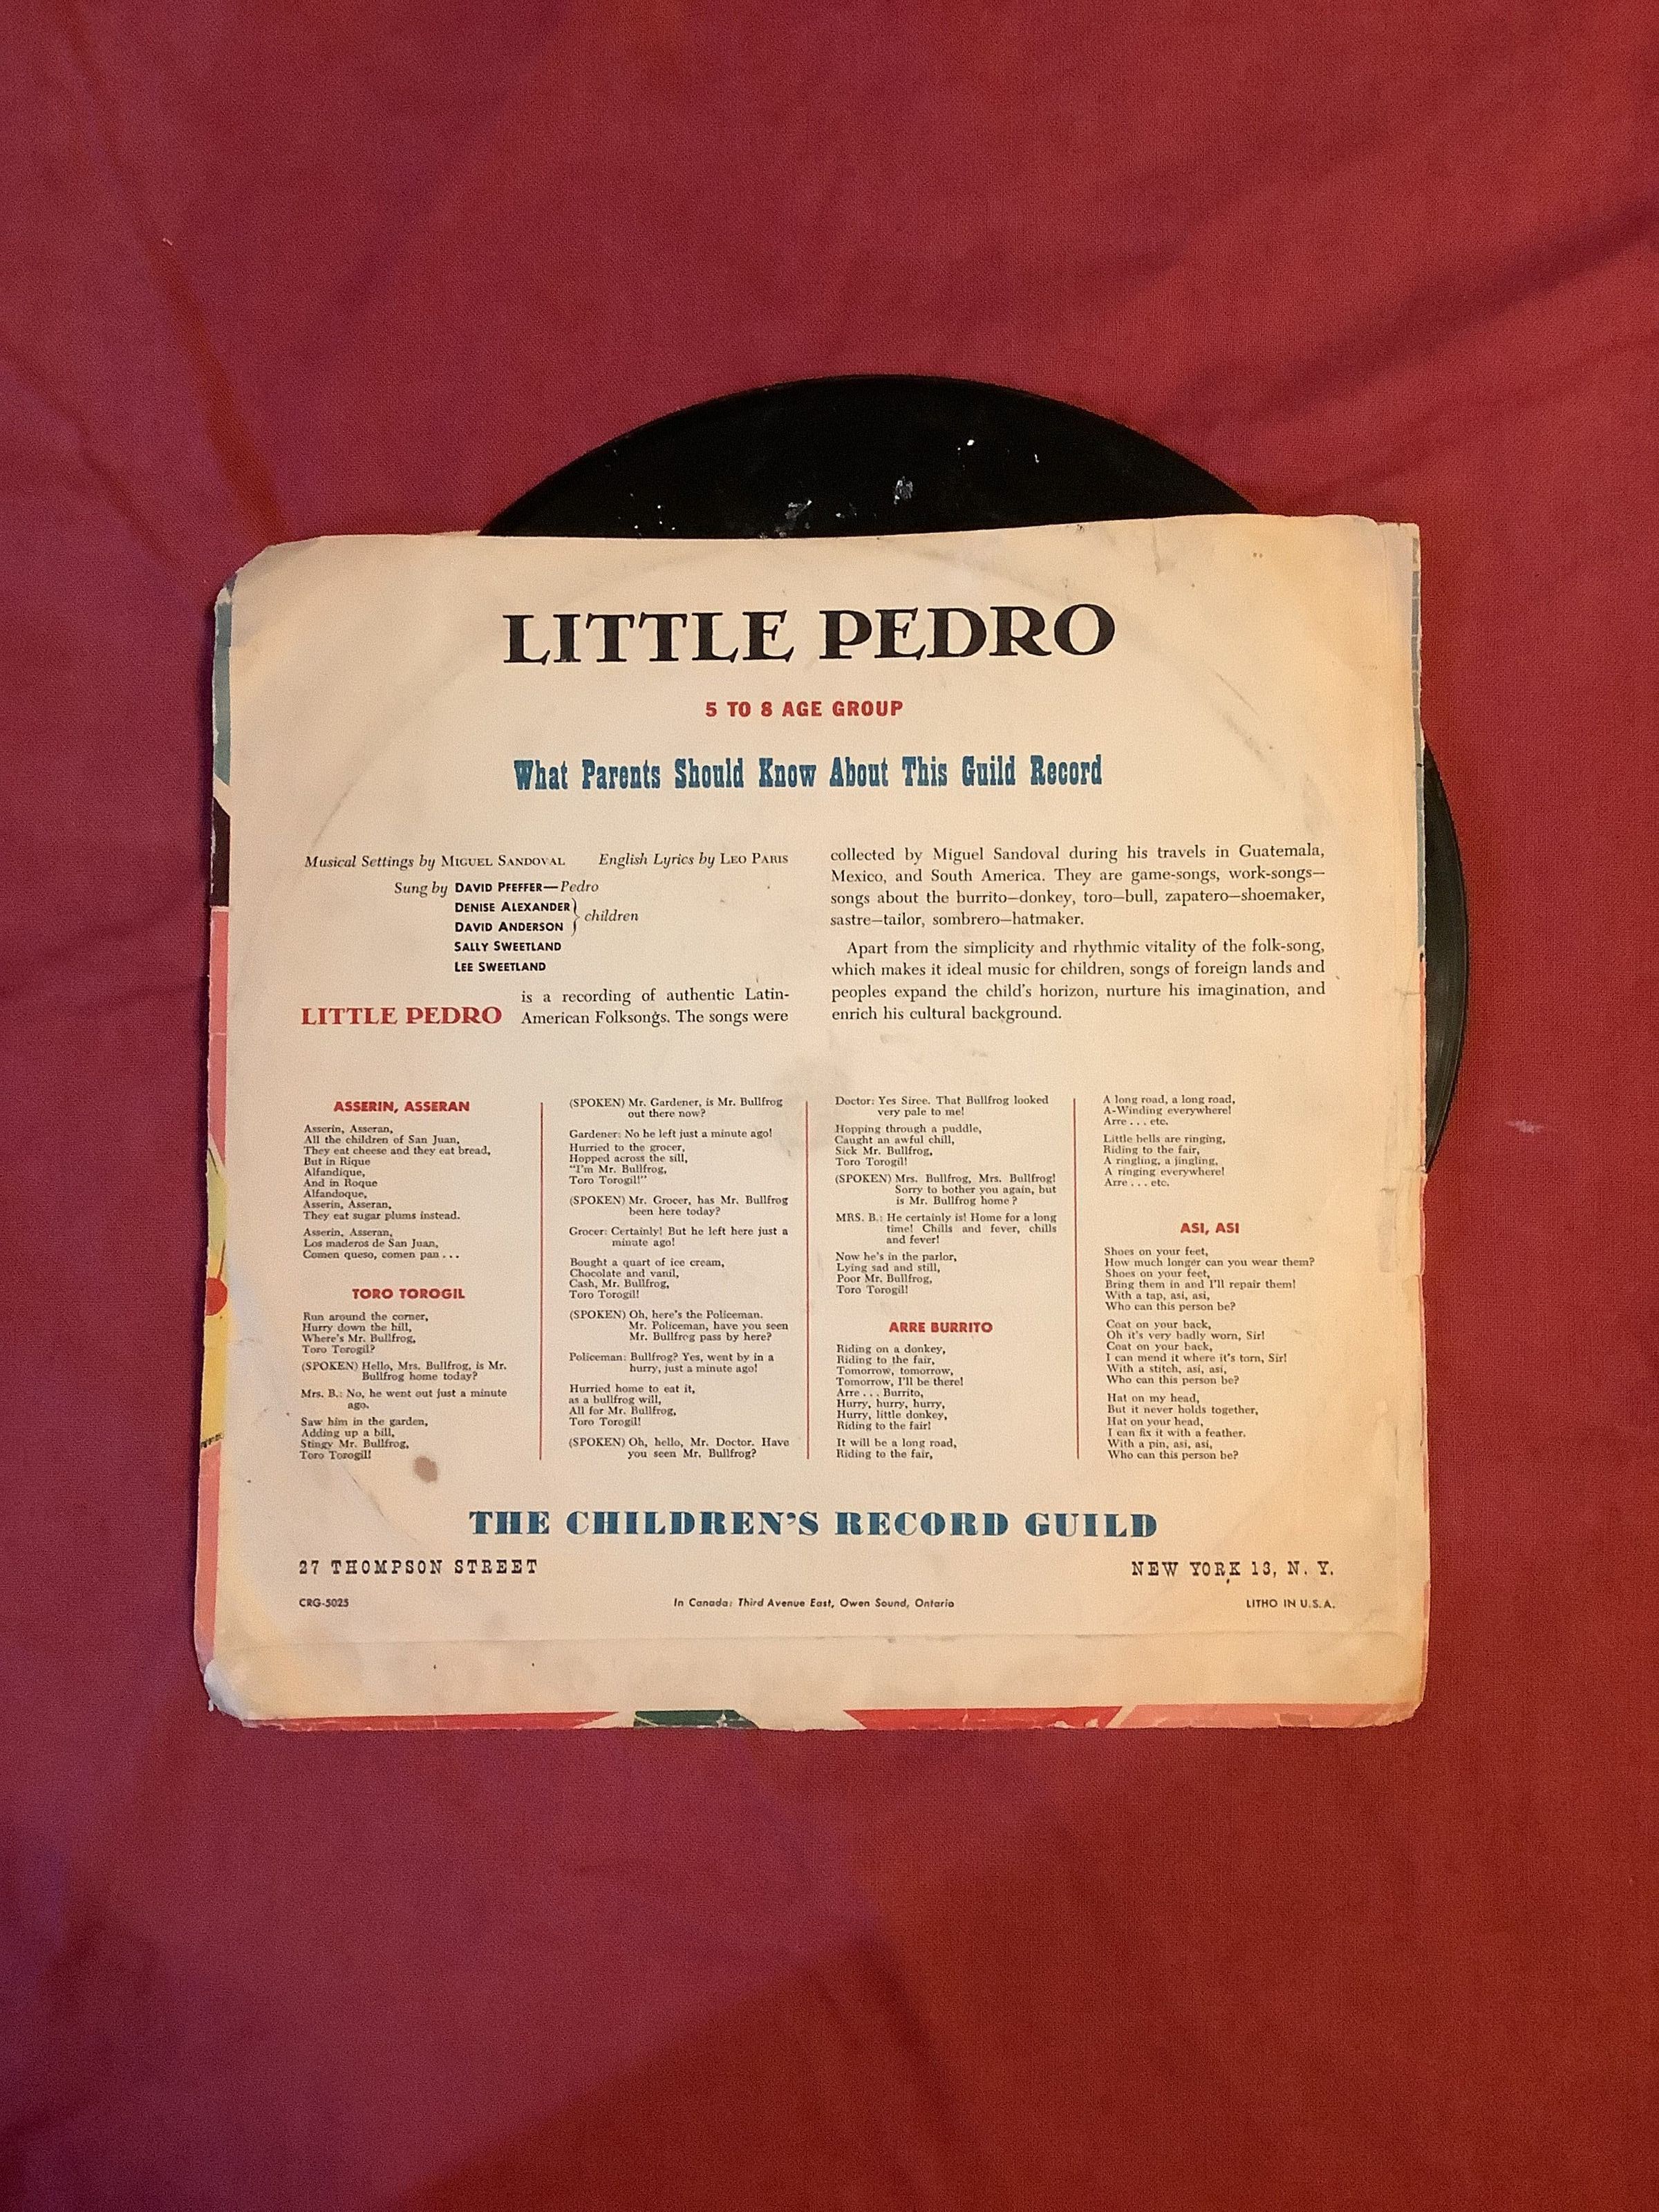 LITTLE PEDRO
5 TO 8 AGE GROUP
What Parents Should Know About This Guild Record
Musical Settings by MIGUEL SANDOVAL English Lyrics by LEO PARIS
Sung by DAVID PFEFFER—Pedro
DENISE ALEXANDER
DAVID ANDERSON
children
SALLY SWEETLAND
LEE SWEETLAND
LITTLE PEDRO is a recording of authentic Latin-
American Folksongs. The songs were
collected by Miguel Sandoval during his travels in Guatemala,
Mexico, and South America. They are game-songs, work-songs—
songs about the burrito—donkey, toro—bull, zapatero—shoemaker,
sastre—tailor, sombrero—hatmaker.
Apart from the simplicity and rhythmic vitality of the folk-song,
which makes it ideal music for children, songs of foreign lands and
peoples expand the child's horizon, nurture his imagination, and
enrich his cultural background.
ASSERIN, ASSERAN
Asserin, Asseran,
All the children of San Juan,
They eat cheese and they eat bread,
But in Rique
Alfandique,
And in Roque
Alfandoque,
Asserin, Asseran,
They eat sugar plums instead.
Asserin, Asseran,
Los maderos de San Juan,
Comen queso, comen pan . . .
TORO TOROGIL
Run around the corner,
Hurry down the hill,
Where's Mr. Bullfrog,
Toro Torogil?
(SPOKEN) Hello, Mrs. Bullfrog, is Mr.
Bullfrog home today?
Mrs. B.: No, he went out just a minute
ago.
Saw him in the garden,
Adding up a bill,
Stingy Mr. Bullfrog,
Toro Torogil!
(SPOKEN) Mr. Gardener, is Mr. Bullfrog
out there now?
Gardener: No he left just a minute ago!
Hurried to the grocer,
Hopped across the sill,
"I'm Mr. Bullfrog,
Toro Torogil!"
(SPOKEN) Mr. Grocer, has Mr. Bullfrog
been here today?
Grocer: Certainly! But he left here just a
minute ago!
Bought a quart of ice cream,
Chocolate and vanil,
Cash, Mr. Bullfrog,
Toro Torogil!
(SPOKEN) Oh, here's the Policeman.
Mr. Policeman, have you seen
Mr. Bullfrog pass by here?
Policeman: Bullfrog? Yes, went by in a
hurry, just a minute ago!
Hurried home to eat it,
as a bullfrog will,
All for Mr. Bullfrog,
Toro Torogil!
(SPOKEN) Oh, hello, Mr. Doctor. Have
you seen Mr. Bullfrog?
Doctor: Yes Siree. That Bullfrog looked
very pale to me!
Hopping through a puddle,
Caught an awful chill,
Sick Mr. Bullfrog,
Toro Torogil!
(SPOKEN) Mrs. Bullfrog, Mrs. Bullfrog!
Sorry to bother you again, but
is Mr. Bullfrog home?
MRS. B.: He certainly is! Home for a long
time! Chills and fever, chills
and fever!
Now he's in the parlor,
Lying sad and still,
Poor Mr. Bullfrog,
Toro Torogil!
ARRE BURRITO
Riding on a donkey,
Riding to the fair,
Tomorrow, tomorrow,
Tomorrow, I'll be there!
Arre . . . Burrito,
Hurry, hurry, hurry,
Hurry, little donkey,
Riding to the fair!
It will be a long road,
Riding to the fair,
A long road, a long road,
A-Winding everywhere!
Arre . . . etc.
Little bells are ringing,
Riding to the fair,
A ringling, a jingling,
A ringing everywhere!
Arre . . . etc.
ASI, ASI
Shoes on your feet,
How much longer can you wear them?
Shoes on your feet,
Bring them in and I'll repair them!
With a tap, asi, asi,
Who can this person be?
Coat on your back,
Oh it's very badly worn, Sir!
Coat on your back,
I can mend it where it's torn, Sir!
With a stitch, asi, asi,
Who can this person be?
Hat on my head,
But it never holds together,
Hat on your head,
I can fix it with a feather.
With a pin, asi, asi,
Who can this person be?
THE CHILDREN'S RECORD GUILD
27 THOMPSON STREET NEW YORK 13, N. Y.
CRG-5025 In Canada: Third Avenue East, Owen Sound, Ontario LITHO IN U.S.A.